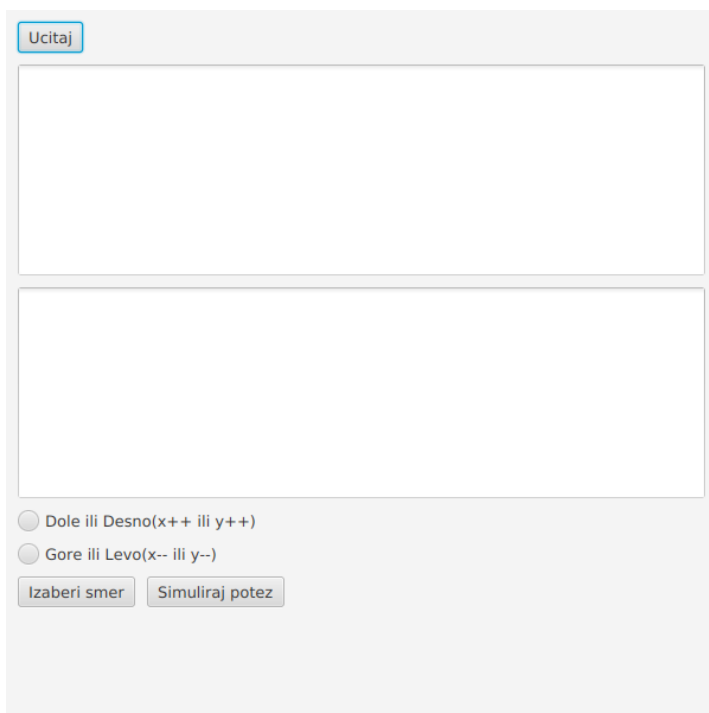 Ucitaj
Dole ili Desno(x++ ili y++)
Gore ili Levo(x-- ili y--)
Izaberi smer Simuliraj potez